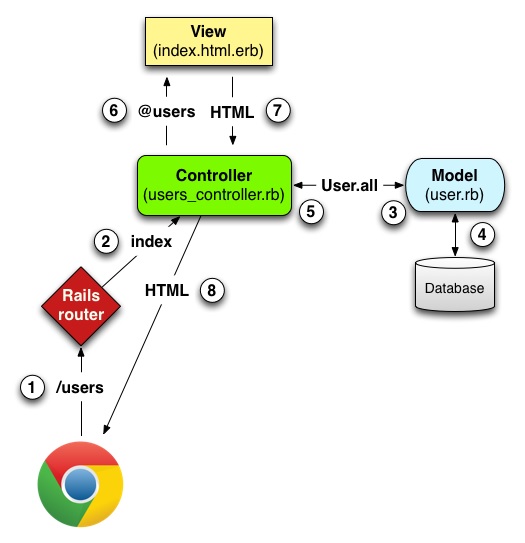 View
(index.html.erb)
6 @users HTML 7
Controller
(users_controller.rb)
User.all
5
3
Model
(user.rb)
4
Database
2 index
HTML 8
Rails
router
1 /users